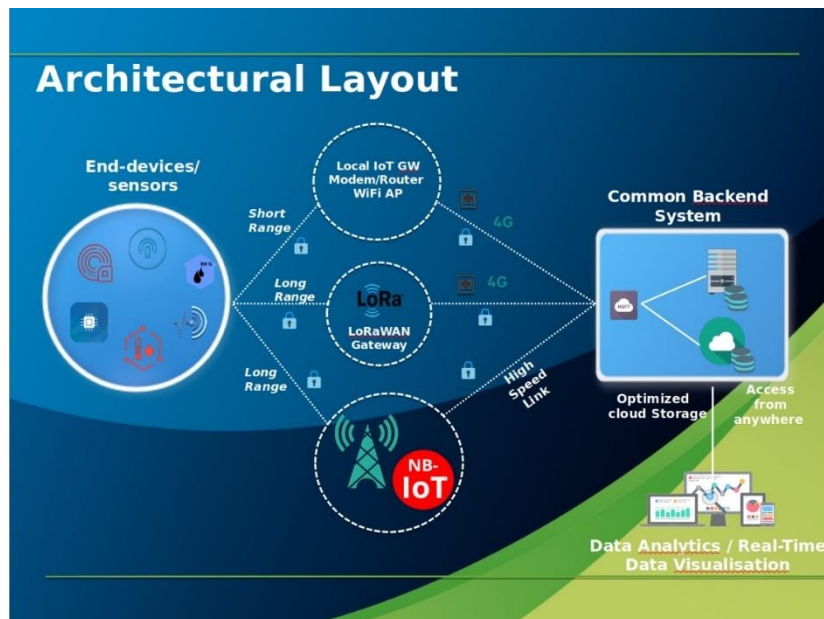 Architectural Layout
End-devices/
sensors
Local IoT GW
Modem/Router
WiFi AP
Short
Range
4G
Long
Range
LoRa
LoRaWAN
Gateway
4G
Long
Range
High
Speed
Link
NB-
IoT
Common Backend
System
MQTT
Optimized
cloud Storage
Access
from
anywhere
Data Analytics / Real-Time
Data Visualisation